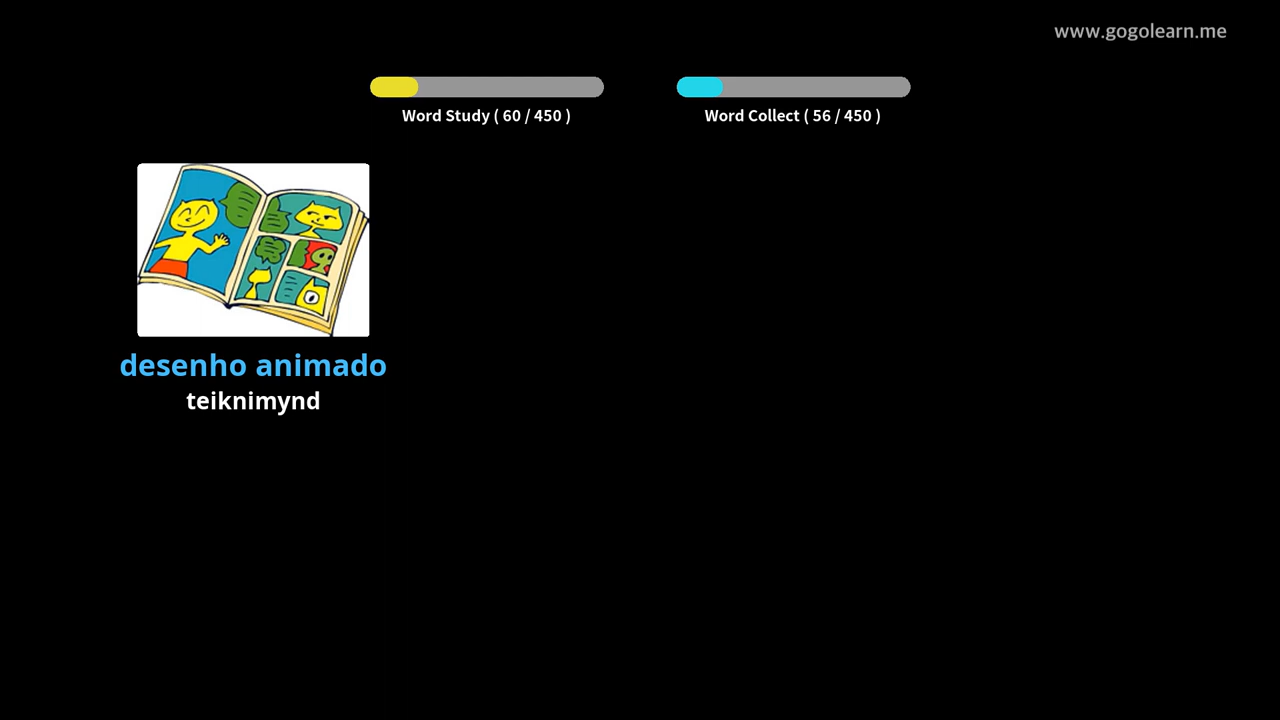 www.gogolearn.me
Word Study ( 60 / 450 )
Word Collect ( 56 / 450 )
desenho animado
teiknimynd